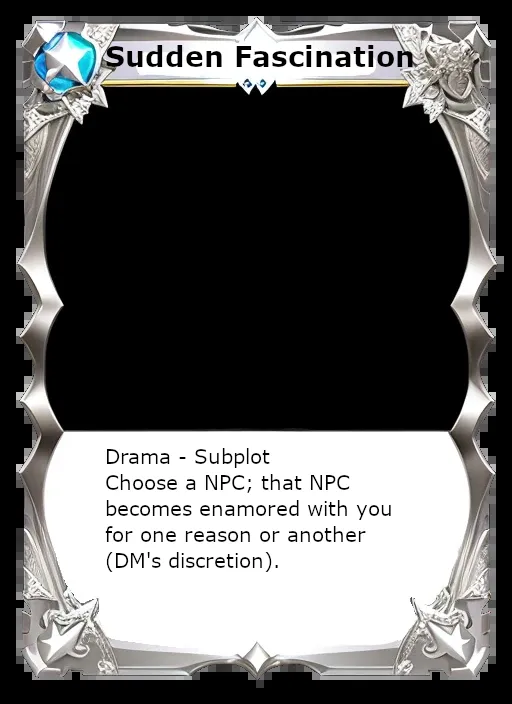 Sudden Fascination
Drama - Subplot
Choose a NPC; that NPC
becomes enamored with you
for one reason or another
(DM's discretion).